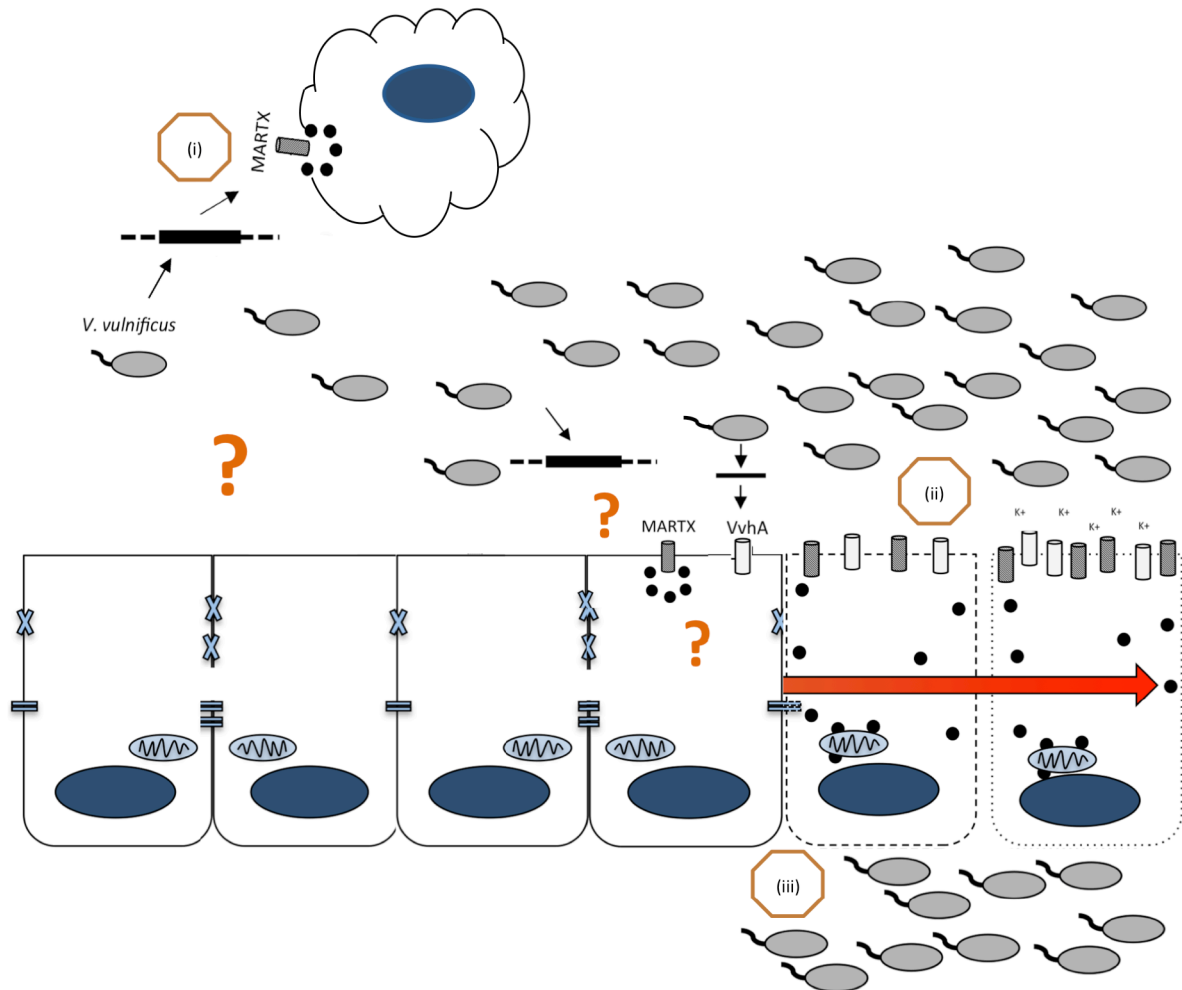 (i)
MARTX
V. vulnificus
?
?
MARTX
VvhA
?
(ii)
K+
K+
K+
K+
K+
(iii)